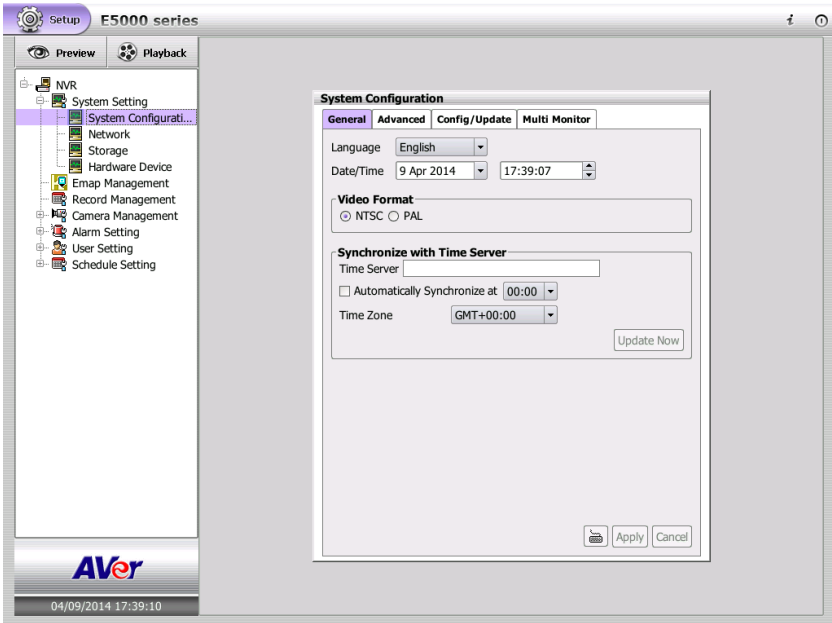 Setup E5000 series i
Preview Playback
NVR
System Setting
System Configurati...
Network
Storage
Hardware Device
Emap Management
Record Management
Camera Management
Alarm Setting
User Setting
Schedule Setting
AVer
04/09/2014 17:39:10
System Configuration
General Advanced Config/Update Multi Monitor
Language English
Date/Time 9 Apr 2014 17:39:07
Video Format
NTSC PAL
Synchronize with Time Server
Time Server
Automatically Synchronize at 00:00
Time Zone GMT+00:00
Update Now
Apply Cancel